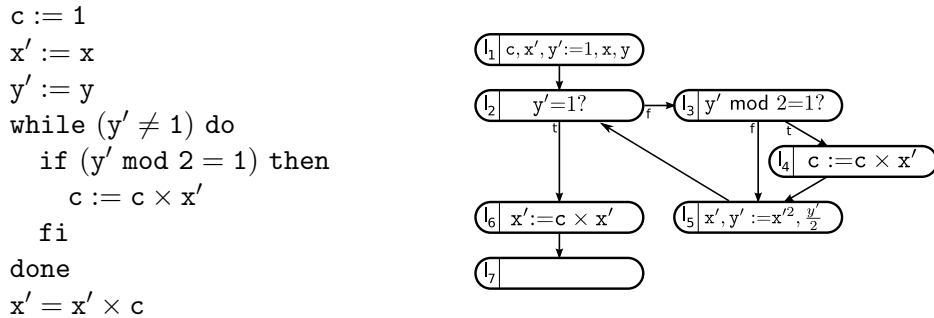 c := 1
x′ := x
y′ := y
while (y′ ≠ 1) do
if (y′ mod 2 = 1) then
c := c × x′
fi
done
x′ = x′ × c
l₁ c, x′, y′:=1, x, y
l₂ y′=1?
f
l₃ y′ mod 2=1?
t
f
t
l₄ c :=c × x′
l₆ x′:=c × x′
l₅ x′, y′ :=x′², y′/2
l₇